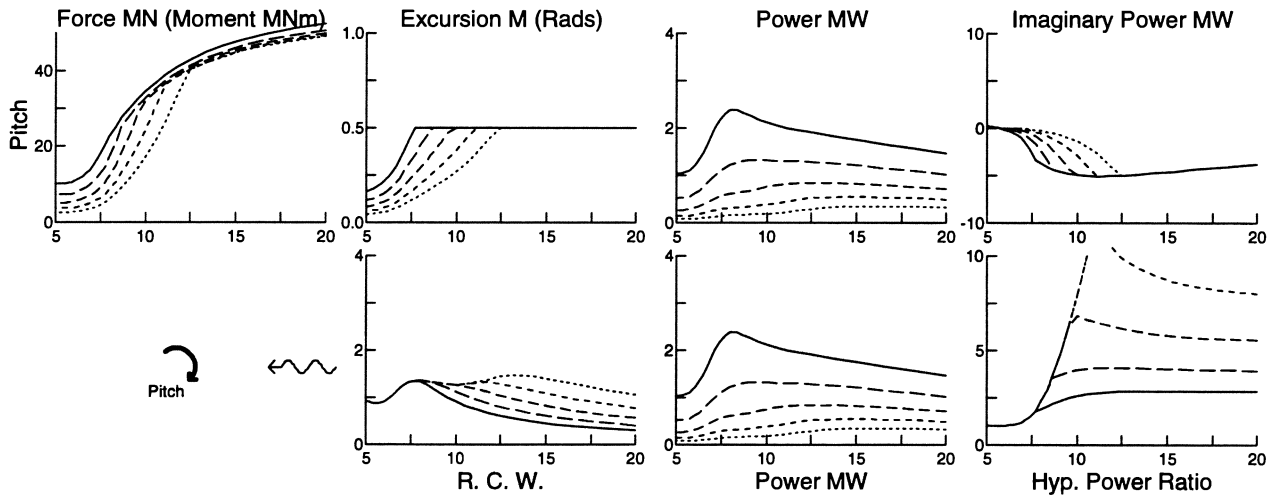 Force MN (Moment MNm) Excursion M (Rads) Power MW Imaginary Power MW
Pitch
40
20
0
5 10 15 20
1.0
0.5
0.0
5 10 15 20
4
2
0
5 10 15 20
10
0
-10
5 10 15 20
Pitch
4
2
0
5 10 15 20
R. C. W.
4
2
0
5 10 15 20
Power MW
10
5
0
5 10 15 20
Hyp. Power Ratio